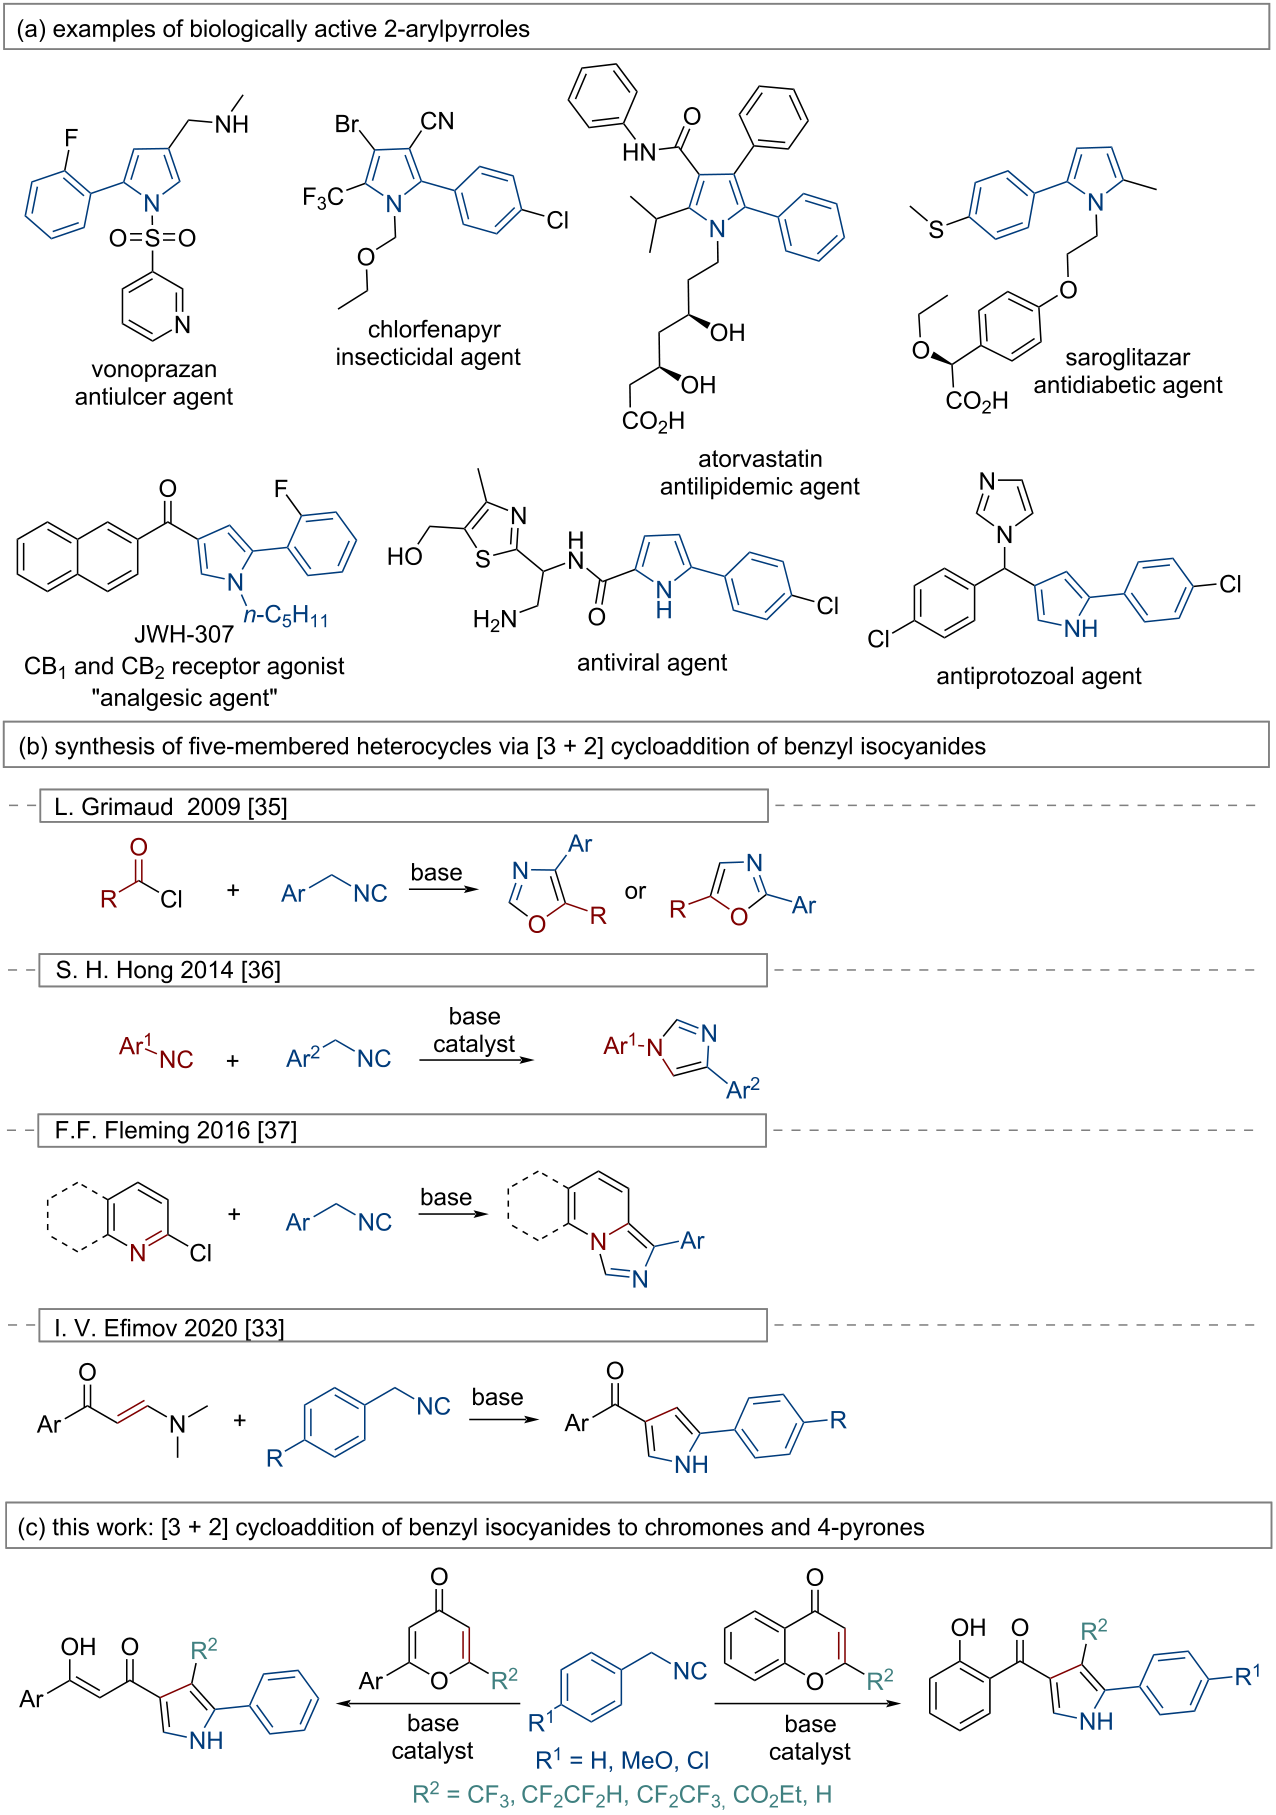 (a) examples of biologically active 2-arylpyrroles
F
NH
N
O=S=O
N
vonoprazan
antiulcer agent
Br
CN
F₃C
N
Cl
O
chlorfenapyr
insecticidal agent
O
HN
N
OH
OH
CO₂H
atorvastatin
antilipidemic agent
S
N
O
O
CO₂H
saroglitazar
antidiabetic agent
O
F
N
n-C₅H₁₁
JWH-307
CB₁ and CB₂ receptor agonist
"analgesic agent"
HO
N
S
H
N
H₂N
O
N
H
Cl
antiviral agent
N
N
Cl
NH
Cl
antiprotozoal agent
(b) synthesis of five-membered heterocycles via [3 + 2] cycloaddition of benzyl isocyanides
L. Grimaud 2009 [35]
O
R
Cl
+
Ar
NC
base
N
Ar
O
R
or
N
R
O
Ar
S. H. Hong 2014 [36]
Ar¹
NC
+
Ar²
NC
base
catalyst
Ar¹
N
N
Ar²
F.F. Fleming 2016 [37]
N
Cl
+
Ar
NC
base
N
Ar
N
I. V. Efimov 2020 [33]
O
Ar
N
+
NC
R
base
O
Ar
NH
R
(c) this work: [3 + 2] cycloaddition of benzyl isocyanides to chromones and 4-pyrones
OH
O
R²
Ar
NH
O
Ar
O
R²
base
catalyst
NC
R¹
O
O
R²
base
catalyst
OH
O
R²
R¹
NH
R¹ = H, MeO, Cl
R² = CF₃, CF₂CF₂H, CF₂CF₃, CO₂Et, H